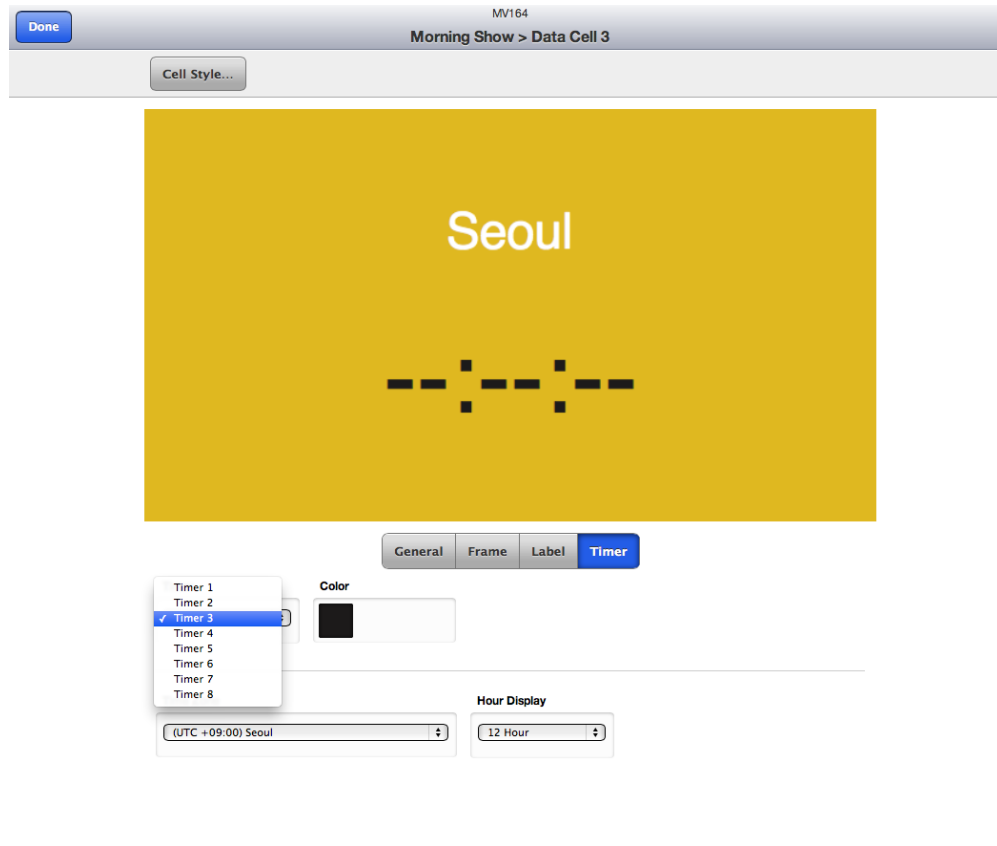 MV164
Done
Morning Show > Data Cell 3
Cell Style...
Seoul
--:--:--
General Frame Label Timer
Color
Timer 1
Timer 2
✓ Timer 3
Timer 4
Timer 5
Timer 6
Timer 7
Timer 8
Hour Display
(UTC +09:00) Seoul
12 Hour